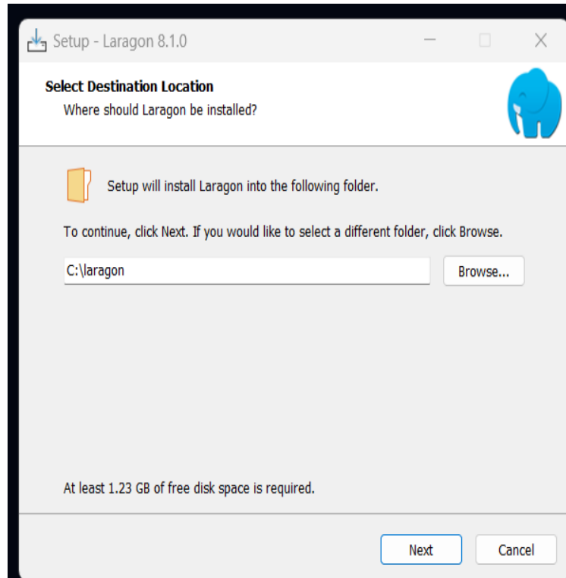 Setup - Laragon 8.1.0
Select Destination Location
Where should Laragon be installed?
Setup will install Laragon into the following folder.
To continue, click Next. If you would like to select a different folder, click Browse.
C:\laragon
Browse...
At least 1.23 GB of free disk space is required.
Next
Cancel